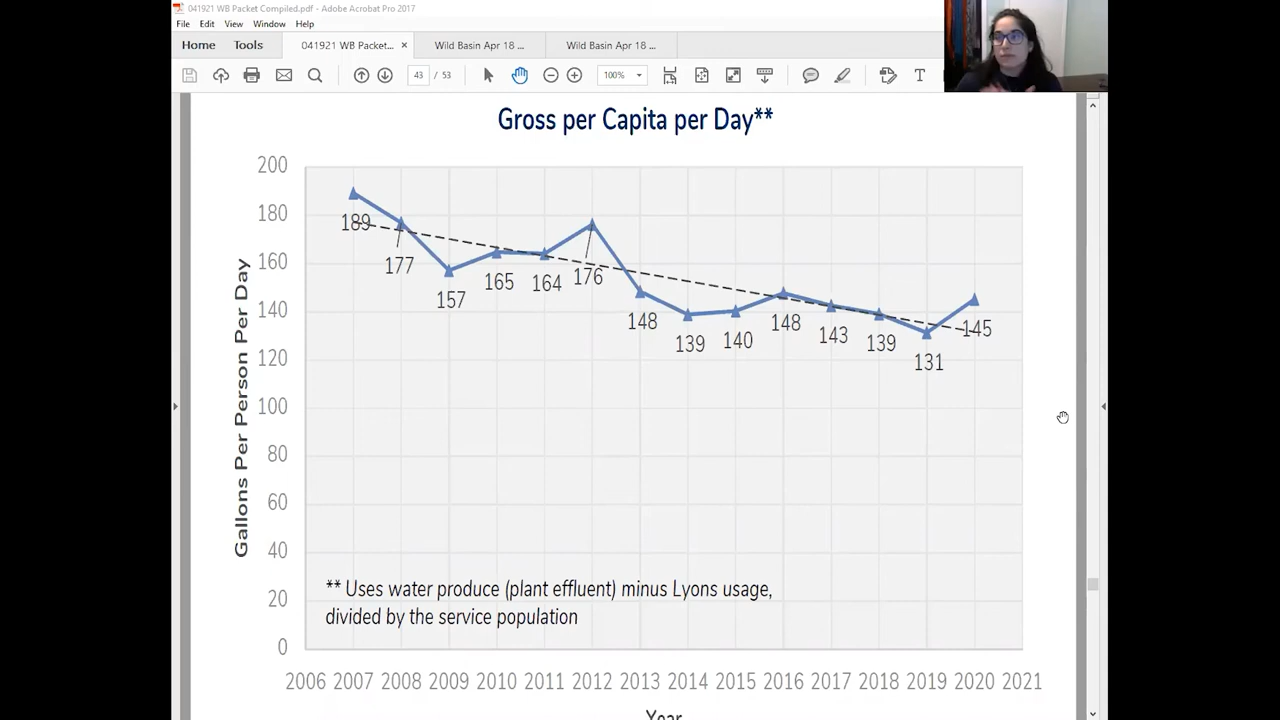 041921 WB Packet Compiled.pdf - Adobe Acrobat Pro 2017
File Edit View Window Help
Home Tools 041921 WB Packet... × Wild Basin Apr 18 ... Wild Basin Apr 18 ...
43 / 53 100%
Gross per Capita per Day**
Gallons Per Person Per Day
200
180
160
140
120
100
80
60
40
20
0
189
177
157
165
164
176
148
139
140
148
143
139
131
145
** Uses water produce (plant effluent) minus Lyons usage,
divided by the service population
2006 2007 2008 2009 2010 2011 2012 2013 2014 2015 2016 2017 2018 2019 2020 2021
Year